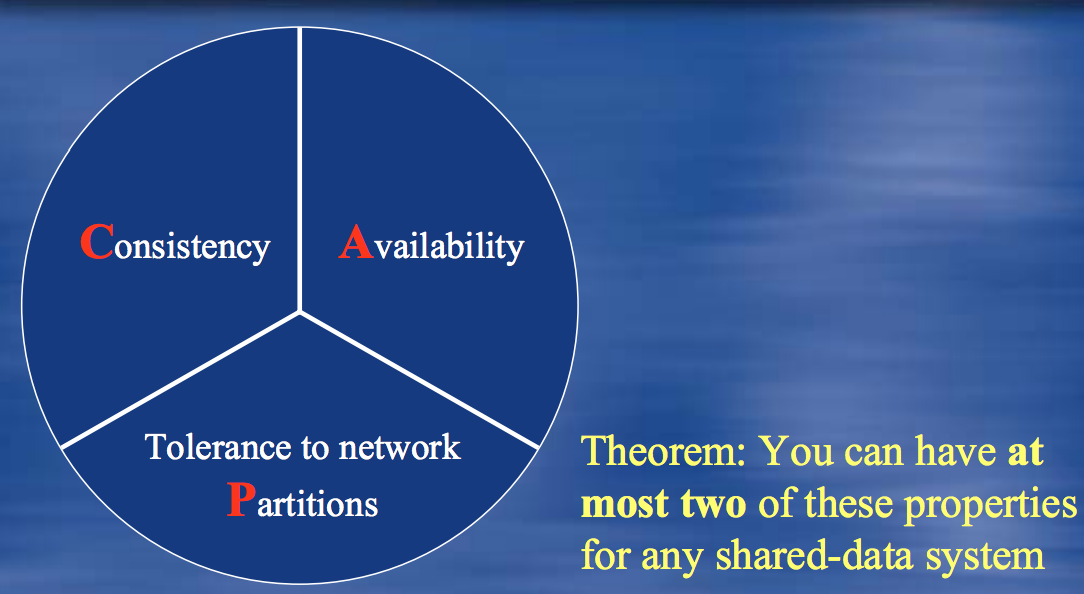 Consistency
Availability
Tolerance to network
Partitions
Theorem: You can have at
most two of these properties
for any shared-data system